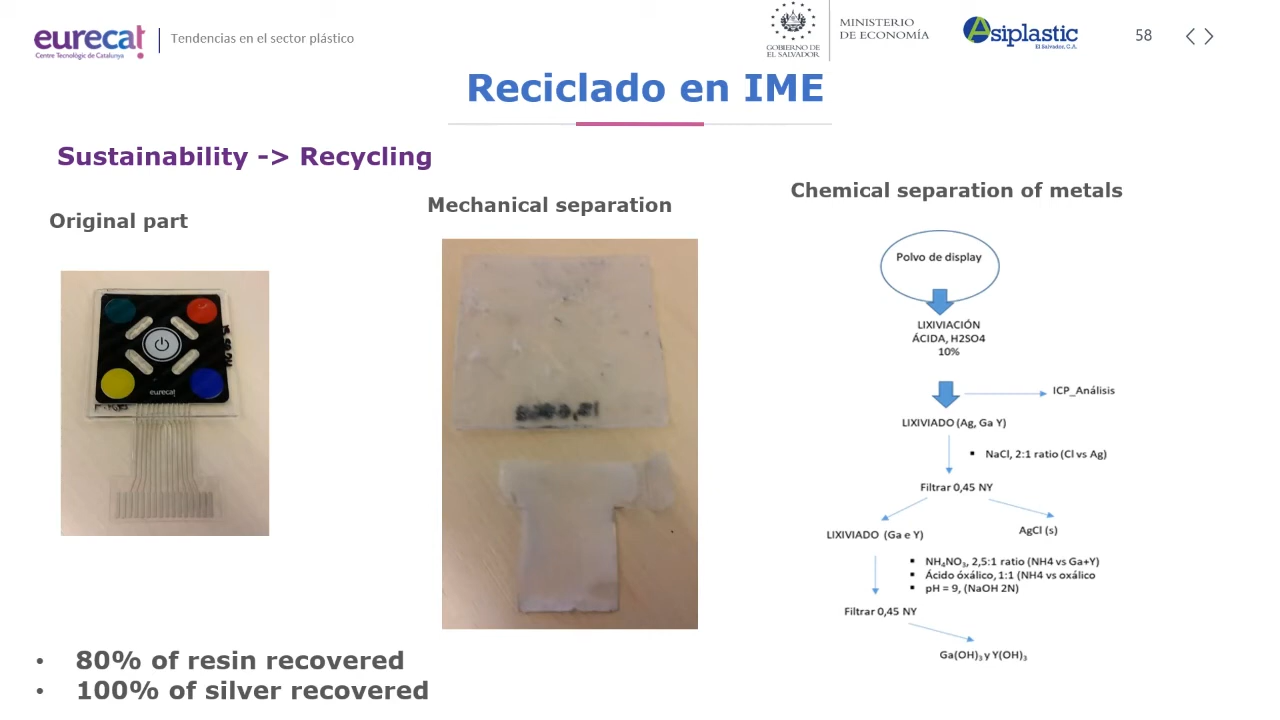 eurecat
Centre Tecnològic de Catalunya
Tendencias en el sector plástico
GOBIERNO DE
EL SALVADOR
MINISTERIO
DE ECONOMÍA
Asiplastic
El Salvador, C.A.
58
Reciclado en IME
Sustainability -> Recycling
Original part
eurecat
Mechanical separation
Chemical separation of metals
Polvo de display
LIXIVIACIÓN
ÁCIDA, H2SO4
10%
ICP_Análisis
LIXIVIADO (Ag, Ga Y)
▪ NaCl, 2:1 ratio (Cl vs Ag)
Filtrar 0,45 NY
LIXIVIADO (Ga e Y)
AgCl (s)
▪ NH₄NO₃, 2,5:1 ratio (NH4 vs Ga+Y)
▪ Ácido óxálico, 1:1 (NH4 vs oxálico
▪ pH = 9, (NaOH 2N)
Filtrar 0,45 NY
Ga(OH)₃ y Y(OH)₃
• 80% of resin recovered
• 100% of silver recovered